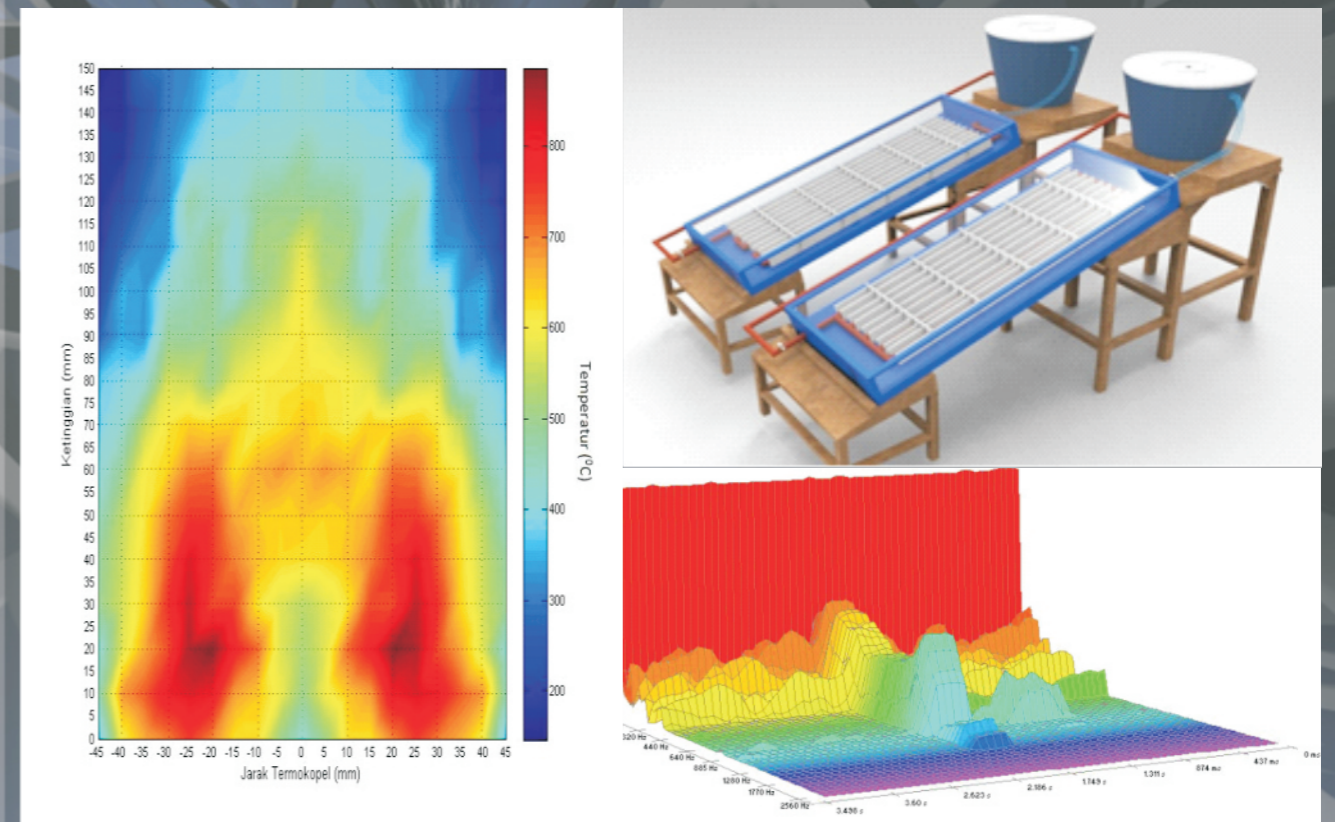 150
145
140
135
130
125
120
115
110
105
100
95
90
85
80
75
70
65
60
55
50
45
40
35
30
25
20
15
10
5
0
Ketinggian (mm)
-45 -40 -35 -30 -25 -20 -15 -10 -5 0 5 10 15 20 25 30 35 40 45
Jarak Termokopel (mm)
800
700
600
500
400
300
200
Temperatur (⁰C)
320 Hz
440 Hz
640 Hz
885 Hz
1280 Hz
1770 Hz
2560 Hz
3.498 s
3.60 s
2.623 s
2.186 s
1.749 s
1.311 s
874 ms
437 ms
0 ms